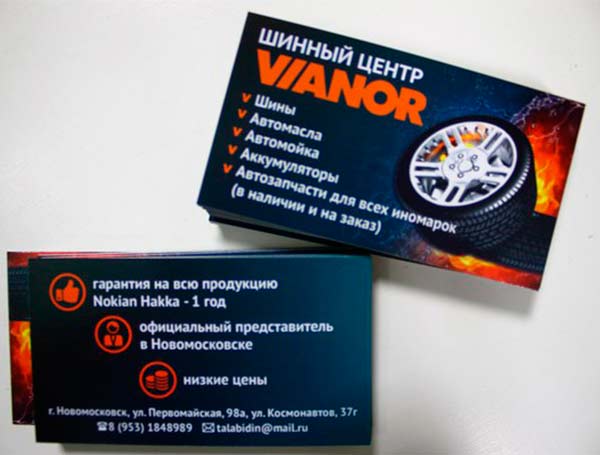 ШИННЫЙ ЦЕНТР
VIANOR
Шины
Автомасла
Автомойка
Аккумуляторы
Автозапчасти для всех иномарок
(в наличии и на заказ)
гарантия на всю продукцию
Nokian Hakka - 1 год
официальный представитель
в Новомосковске
низкие цены
г. Новомосковск, ул. Первомайская, 98а, ул. Космонавтов, 37г
8 (953) 1848989 talabidin@mail.ru